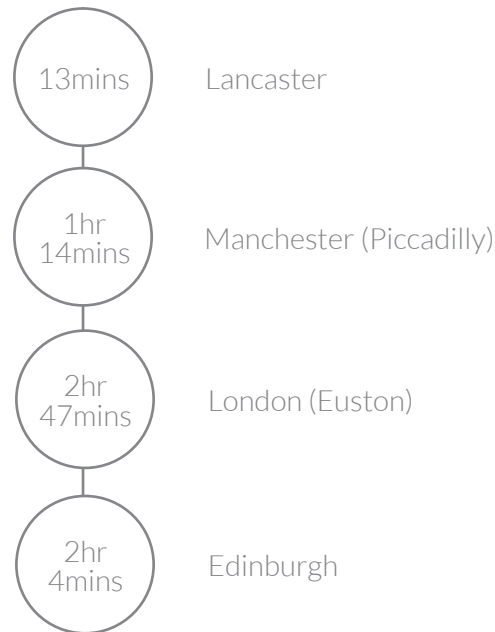 13mins Lancaster
1hr
14mins Manchester (Piccadilly)
2hr
47mins London (Euston)
2hr
4mins Edinburgh